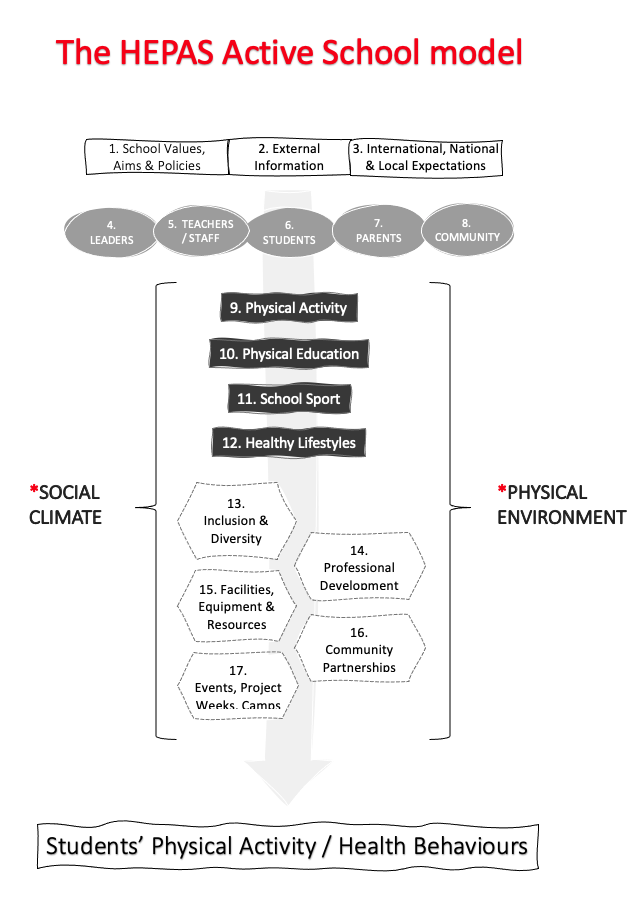 The HEPAS Active School model
1. School Values,
Aims & Policies
2. External
Information
3. International, National
& Local Expectations
4.
LEADERS
5. TEACHERS
/ STAFF
6.
STUDENTS
7.
PARENTS
8.
COMMUNITY
9. Physical Activity
10. Physical Education
11. School Sport
12. Healthy Lifestyles
*SOCIAL
CLIMATE
*PHYSICAL
ENVIRONMENT
13.
Inclusion &
Diversity
14.
Professional
Development
15. Facilities,
Equipment &
Resources
16.
Community
Partnerships
17.
Events, Project
Weeks, Camps
Students’ Physical Activity / Health Behaviours